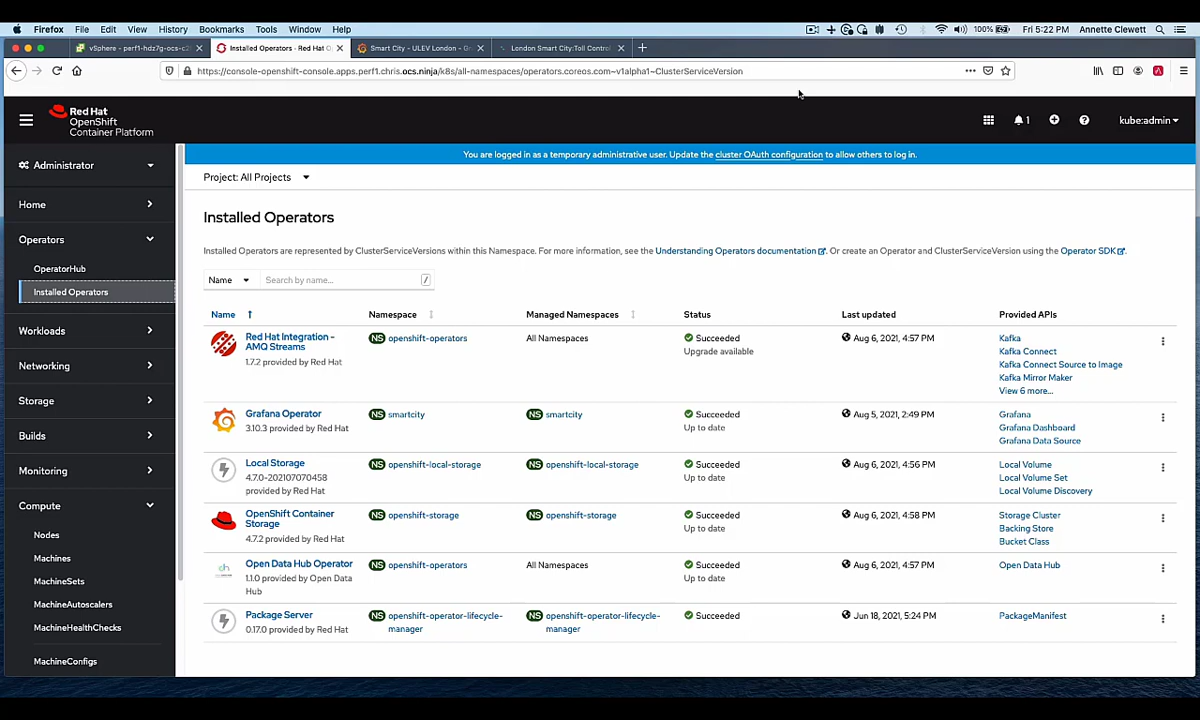 Firefox File Edit View History Bookmarks Tools Window Help 100% Fri 5:22 PM Annette Clewett
vSphere - perf1-hdz7g-ocs-c2 Installed Operators · Red Hat O Smart City - ULEV London - G London Smart City:Toll Control
https://console-openshift-console.apps.perf1.chris.ocs.ninja/k8s/all-namespaces/operators.coreos.com~v1alpha1~ClusterServiceVersion
Red Hat
OpenShift
Container Platform
1
kube:admin
You are logged in as a temporary administrative user. Update the cluster OAuth configuration to allow others to log in.
Administrator
Home
Operators
OperatorHub
Installed Operators
Workloads
Networking
Storage
Builds
Monitoring
Compute
Nodes
Machines
MachineSets
MachineAutoscalers
MachineHealthChecks
MachineConfigs
Project: All Projects
Installed Operators
Installed Operators are represented by ClusterServiceVersions within this Namespace. For more information, see the Understanding Operators documentation. Or create an Operator and ClusterServiceVersion using the Operator SDK.
Name Search by name... /
Name Namespace Managed Namespaces Status Last updated Provided APIs
Red Hat Integration -
AMQ Streams
1.7.2 provided by Red Hat
NS openshift-operators
All Namespaces
Succeeded
Upgrade available
Aug 6, 2021, 4:57 PM
Kafka
Kafka Connect
Kafka Connect Source to Image
Kafka Mirror Maker
View 6 more...
Grafana Operator
3.10.3 provided by Red Hat
NS smartcity
NS smartcity
Succeeded
Up to date
Aug 5, 2021, 2:49 PM
Grafana
Grafana Dashboard
Grafana Data Source
Local Storage
4.7.0-202107070458
provided by Red Hat
NS openshift-local-storage
NS openshift-local-storage
Succeeded
Up to date
Aug 6, 2021, 4:56 PM
Local Volume
Local Volume Set
Local Volume Discovery
OpenShift Container
Storage
4.7.2 provided by Red Hat
NS openshift-storage
NS openshift-storage
Succeeded
Up to date
Aug 6, 2021, 4:58 PM
Storage Cluster
Backing Store
Bucket Class
Open Data Hub Operator
1.1.0 provided by Open Data
Hub
NS openshift-operators
All Namespaces
Succeeded
Up to date
Aug 6, 2021, 4:57 PM
Open Data Hub
Package Server
0.17.0 provided by Red Hat
NS openshift-operator-lifecycle-
manager
NS openshift-operator-lifecycle-
manager
Succeeded
Jun 18, 2021, 5:24 PM
PackageManifest